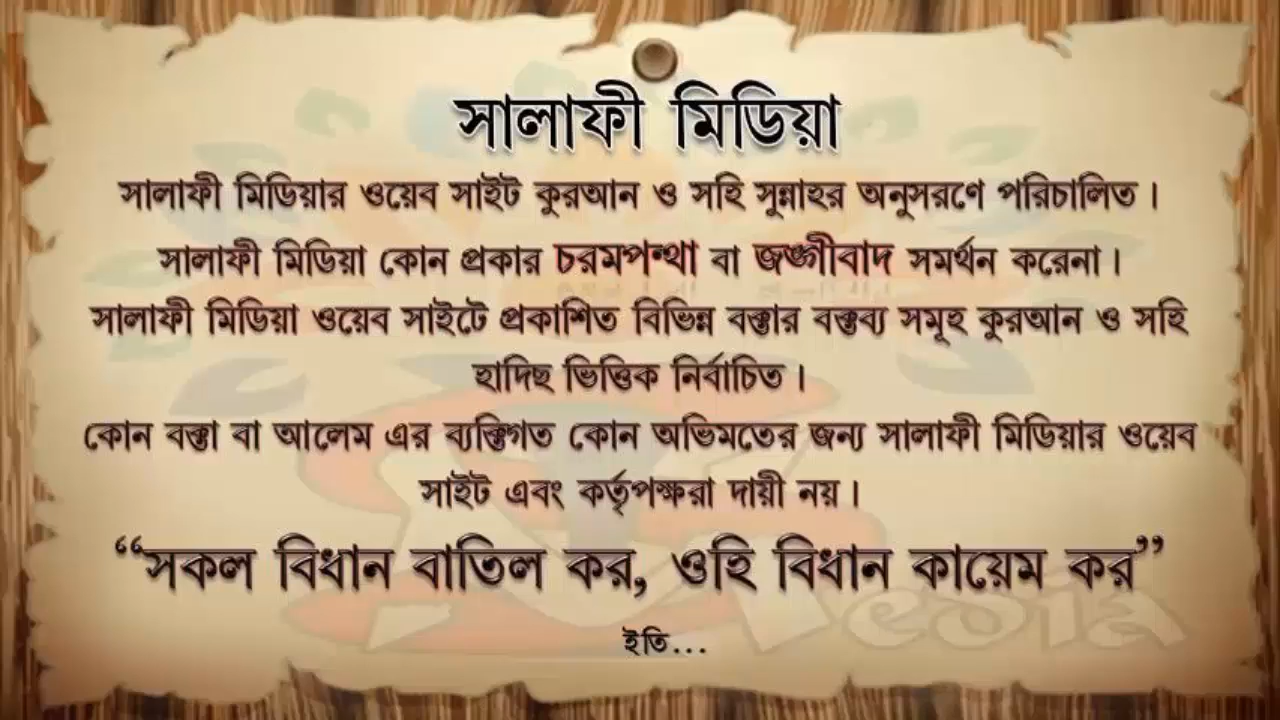 সালাফী মিডিয়া
সালাফী মিডিয়ার ওয়েব সাইট কুরআন ও সহি সুন্নাহর অনুসরণে পরিচালিত।
সালাফী মিডিয়া কোন প্রকার চরমপন্থা বা জঙ্গীবাদ সমর্থন করেনা।
সালাফী মিডিয়া ওয়েব সাইটে প্রকাশিত বিভিন্ন বক্তার বক্তব্য সমূহ কুরআন ও সহি
হাদিছ ভিত্তিক নির্বাচিত।
কোন বক্তা বা আলেম এর ব্যক্তিগত কোন অভিমতের জন্য সালাফী মিডিয়ার ওয়েব
সাইট এবং কর্তৃপক্ষরা দায়ী নয়।
“সকল বিধান বাতিল কর, ওহি বিধান কায়েম কর”
media
ইতি...